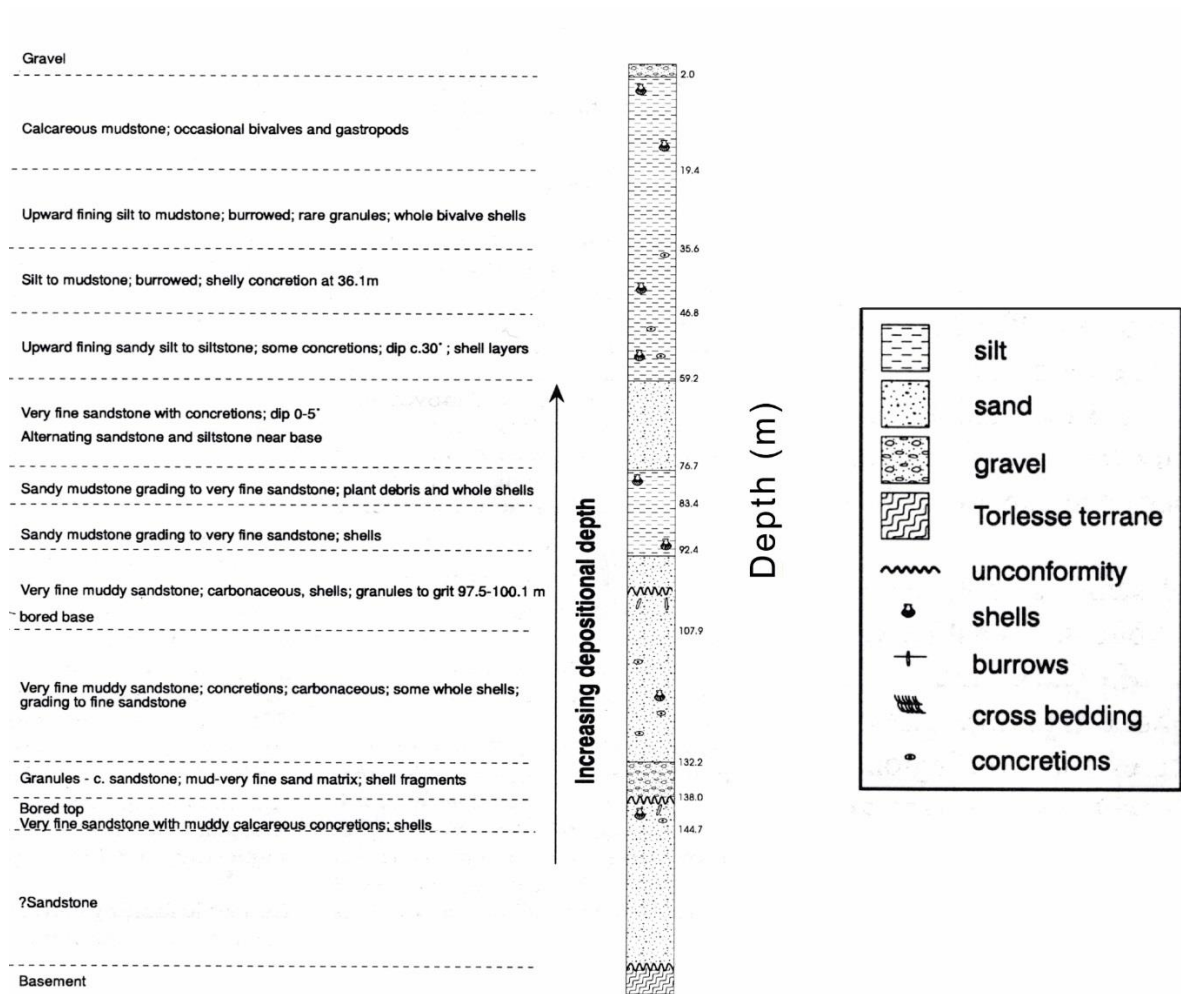 Gravel
2.0
Calcareous mudstone; occasional bivalves and gastropods
19.4
Upward fining silt to mudstone; burrowed; rare granules; whole bivalve shells
35.6
Silt to mudstone; burrowed; shelly concretion at 36.1m
46.8
Upward fining sandy silt to siltstone; some concretions; dip c.30°; shell layers
59.2
Very fine sandstone with concretions; dip 0-5°
Alternating sandstone and siltstone near base
76.7
Sandy mudstone grading to very fine sandstone; plant debris and whole shells
83.4
Sandy mudstone grading to very fine sandstone; shells
92.4
Very fine muddy sandstone; carbonaceous, shells; granules to grit 97.5-100.1 m
bored base
107.9
Very fine muddy sandstone; concretions; carbonaceous; some whole shells;
grading to fine sandstone
132.2
Granules - c. sandstone; mud-very fine sand matrix; shell fragments
138.0
Bored top
Very fine sandstone with muddy calcareous concretions; shells
144.7
?Sandstone
Basement
Increasing depositional depth
Depth (m)
silt
sand
gravel
Torlesse terrane
unconformity
shells
burrows
cross bedding
concretions